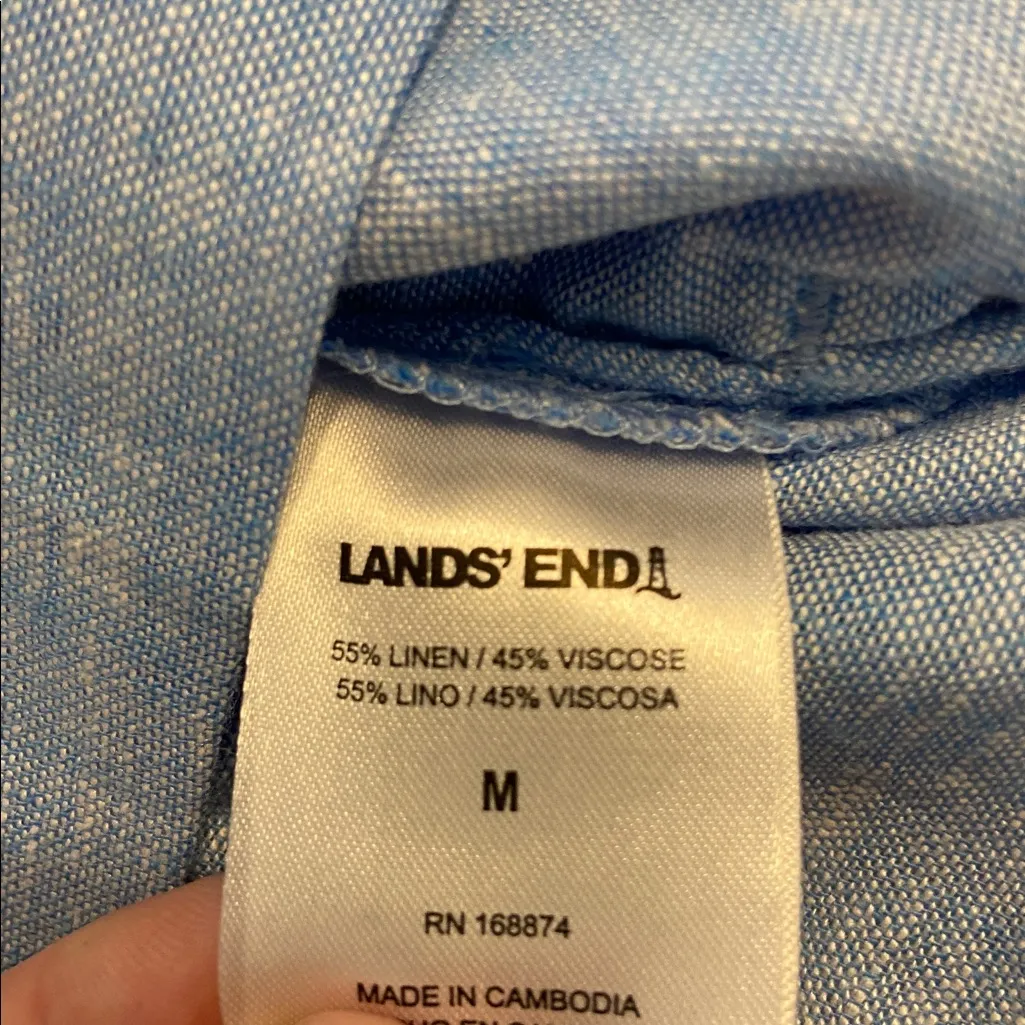 LANDS' END
55% LINEN / 45% VISCOSE
55% LINO / 45% VISCOSA
M
RN 168874
MADE IN CAMBODIA